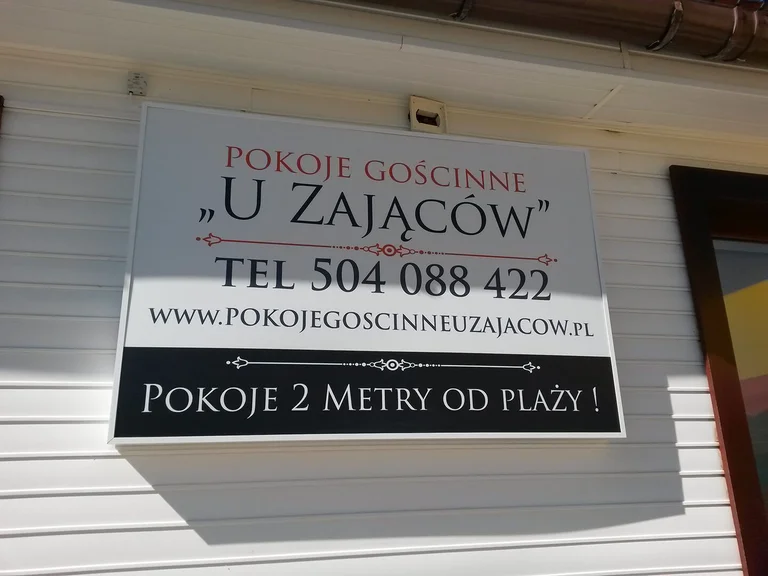 POKOJE GOŚCINNE
„U ZAJĄCÓW”
TEL 504 088 422
WWW.POKOJEGOSCINNEUZAJACOW.PL
POKOJE 2 METRY OD PLAŻY !